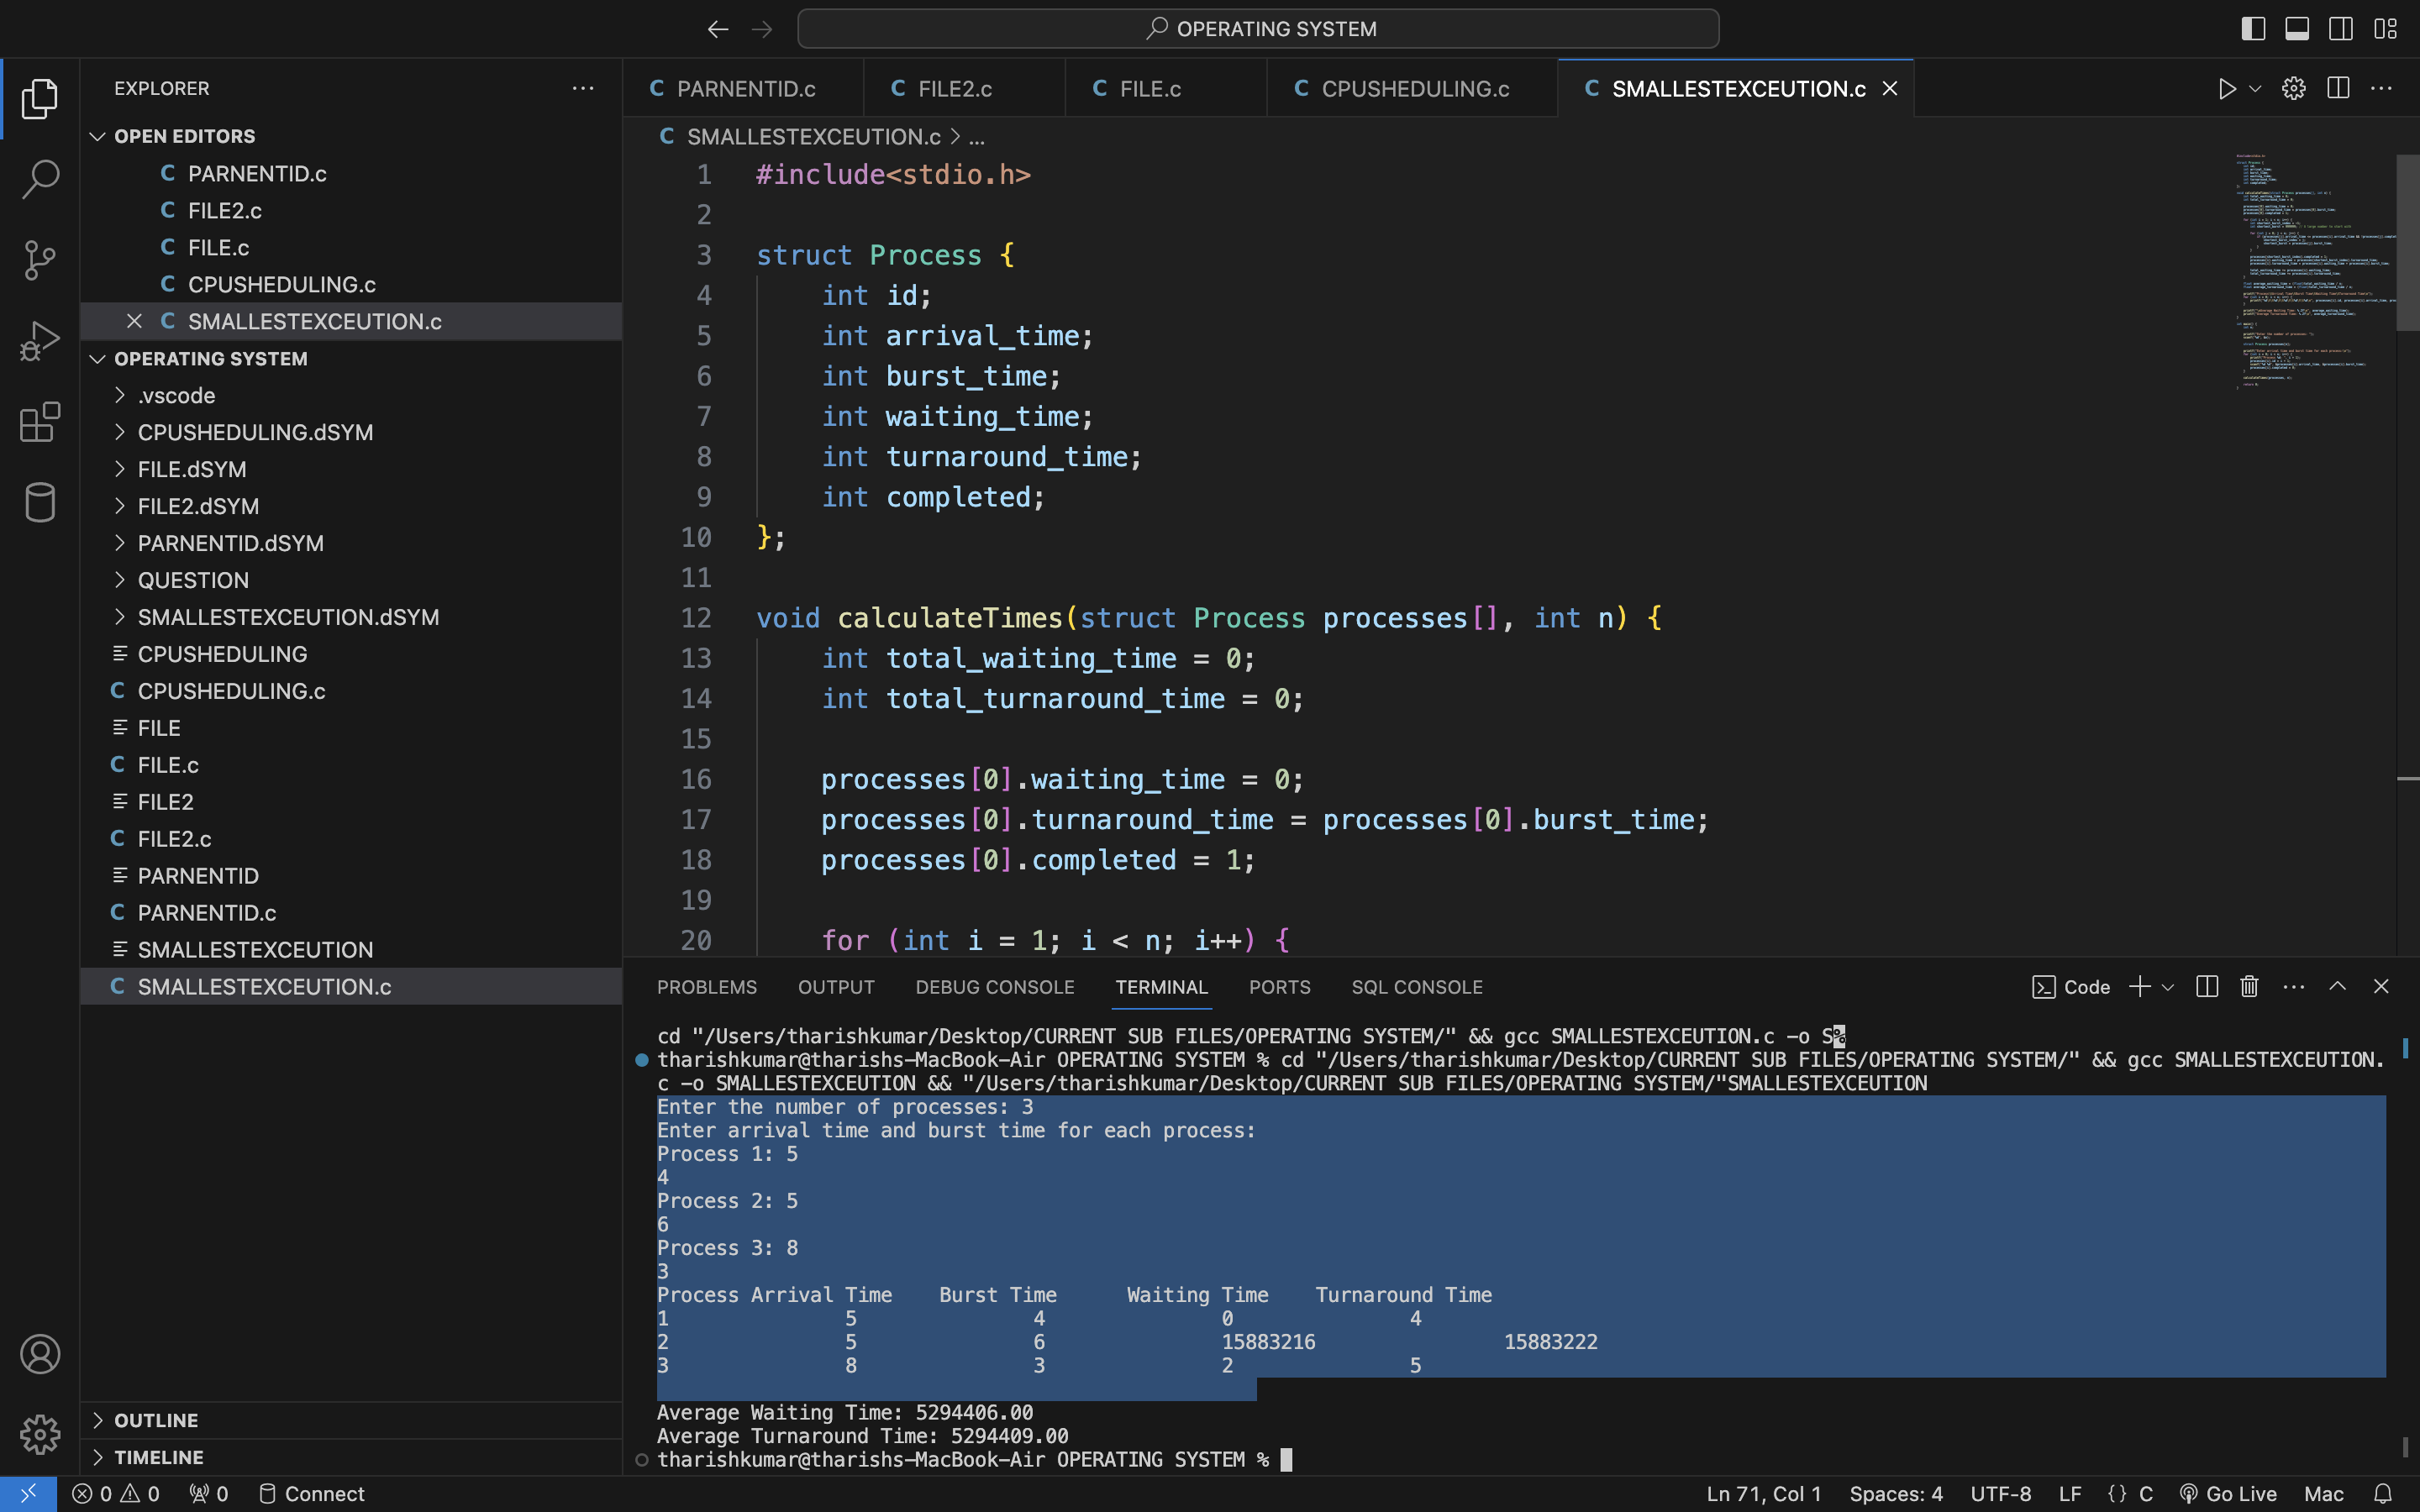 OPERATING SYSTEM
EXPLORER
OPEN EDITORS
PARNENTID.c
FILE2.c
FILE.c
CPUSHEDULING.c
SMALLESTEXCEUTION.c
OPERATING SYSTEM
.vscode
CPUSHEDULING.dSYM
FILE.dSYM
FILE2.dSYM
PARNENTID.dSYM
QUESTION
SMALLESTEXCEUTION.dSYM
CPUSHEDULING
CPUSHEDULING.c
FILE
FILE.c
FILE2
FILE2.c
PARNENTID
PARNENTID.c
SMALLESTEXCEUTION
SMALLESTEXCEUTION.c
OUTLINE
TIMELINE
PARNENTID.c FILE2.c FILE.c CPUSHEDULING.c SMALLESTEXCEUTION.c
SMALLESTEXCEUTION.c > ...
1 #include<stdio.h>
2
3 struct Process {
4 int id;
5 int arrival_time;
6 int burst_time;
7 int waiting_time;
8 int turnaround_time;
9 int completed;
10 };
11
12 void calculateTimes(struct Process processes[], int n) {
13 int total_waiting_time = 0;
14 int total_turnaround_time = 0;
15
16 processes[0].waiting_time = 0;
17 processes[0].turnaround_time = processes[0].burst_time;
18 processes[0].completed = 1;
19
20 for (int i = 1; i < n; i++) {
PROBLEMS OUTPUT DEBUG CONSOLE TERMINAL PORTS SQL CONSOLE Code
cd "/Users/tharishkumar/Desktop/CURRENT SUB FILES/OPERATING SYSTEM/" && gcc SMALLESTEXCEUTION.c -o S%
tharishkumar@tharishs-MacBook-Air OPERATING SYSTEM % cd "/Users/tharishkumar/Desktop/CURRENT SUB FILES/OPERATING SYSTEM/" && gcc SMALLESTEXCEUTION.
c -o SMALLESTEXCEUTION && "/Users/tharishkumar/Desktop/CURRENT SUB FILES/OPERATING SYSTEM/"SMALLESTEXCEUTION
Enter the number of processes: 3
Enter arrival time and burst time for each process:
Process 1: 5
4
Process 2: 5
6
Process 3: 8
3
Process Arrival Time Burst Time Waiting Time Turnaround Time
1 5 4 0 4
2 5 6 15883216 15883222
3 8 3 2 5
Average Waiting Time: 5294406.00
Average Turnaround Time: 5294409.00
tharishkumar@tharishs-MacBook-Air OPERATING SYSTEM %
0 0 0 Connect Ln 71, Col 1 Spaces: 4 UTF-8 LF {} C Go Live Mac